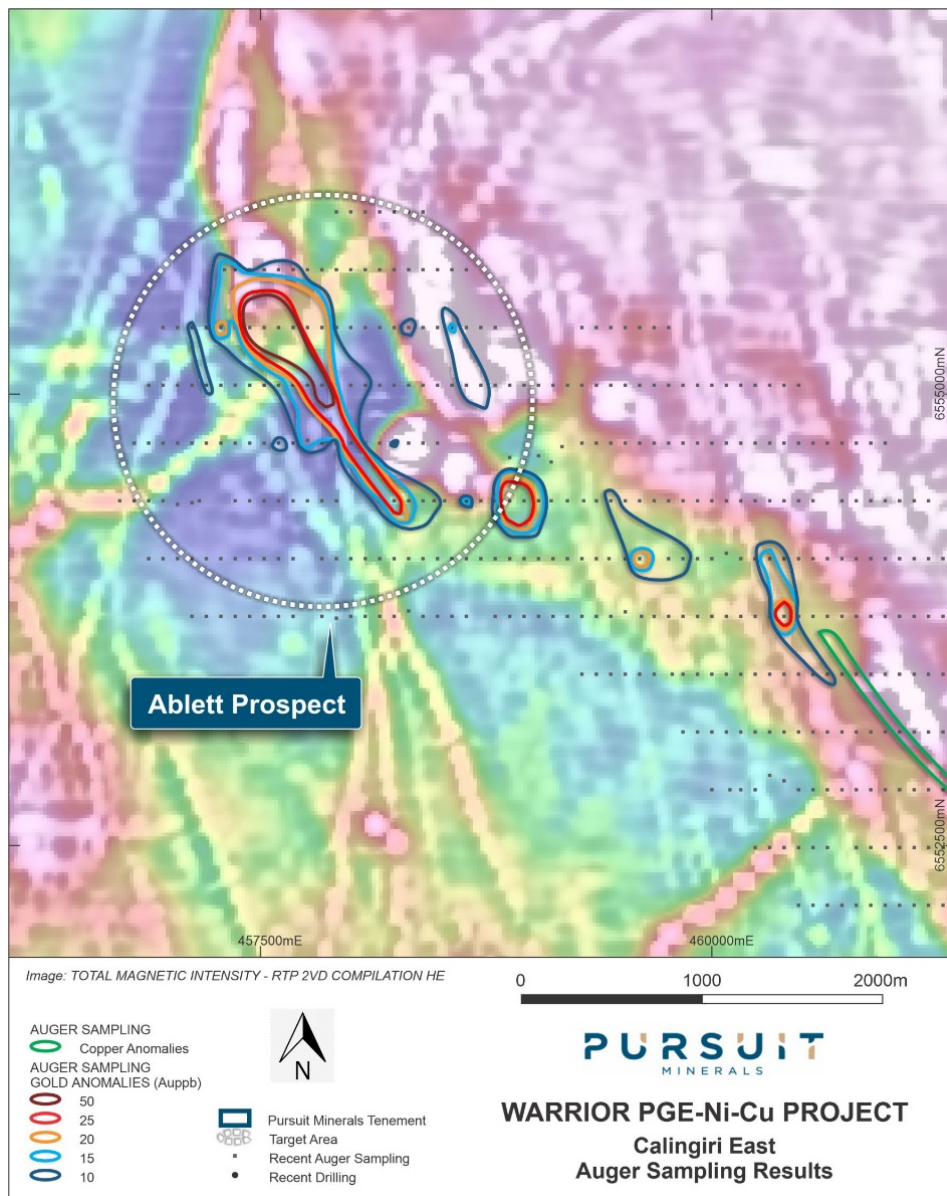 6555000mN
Ablett Prospect
6552500mN
457500mE
460000mE
Image: TOTAL MAGNETIC INTENSITY - RTP 2VD COMPILATION HE
0
1000
2000m
AUGER SAMPLING
Copper Anomalies
AUGER SAMPLING
GOLD ANOMALIES (Auppb)
50
25
20
15
10
N
Pursuit Minerals Tenement
Target Area
Recent Auger Sampling
Recent Drilling
PURSUIT
MINERALS
WARRIOR PGE-Ni-Cu PROJECT
Calingiri East
Auger Sampling Results